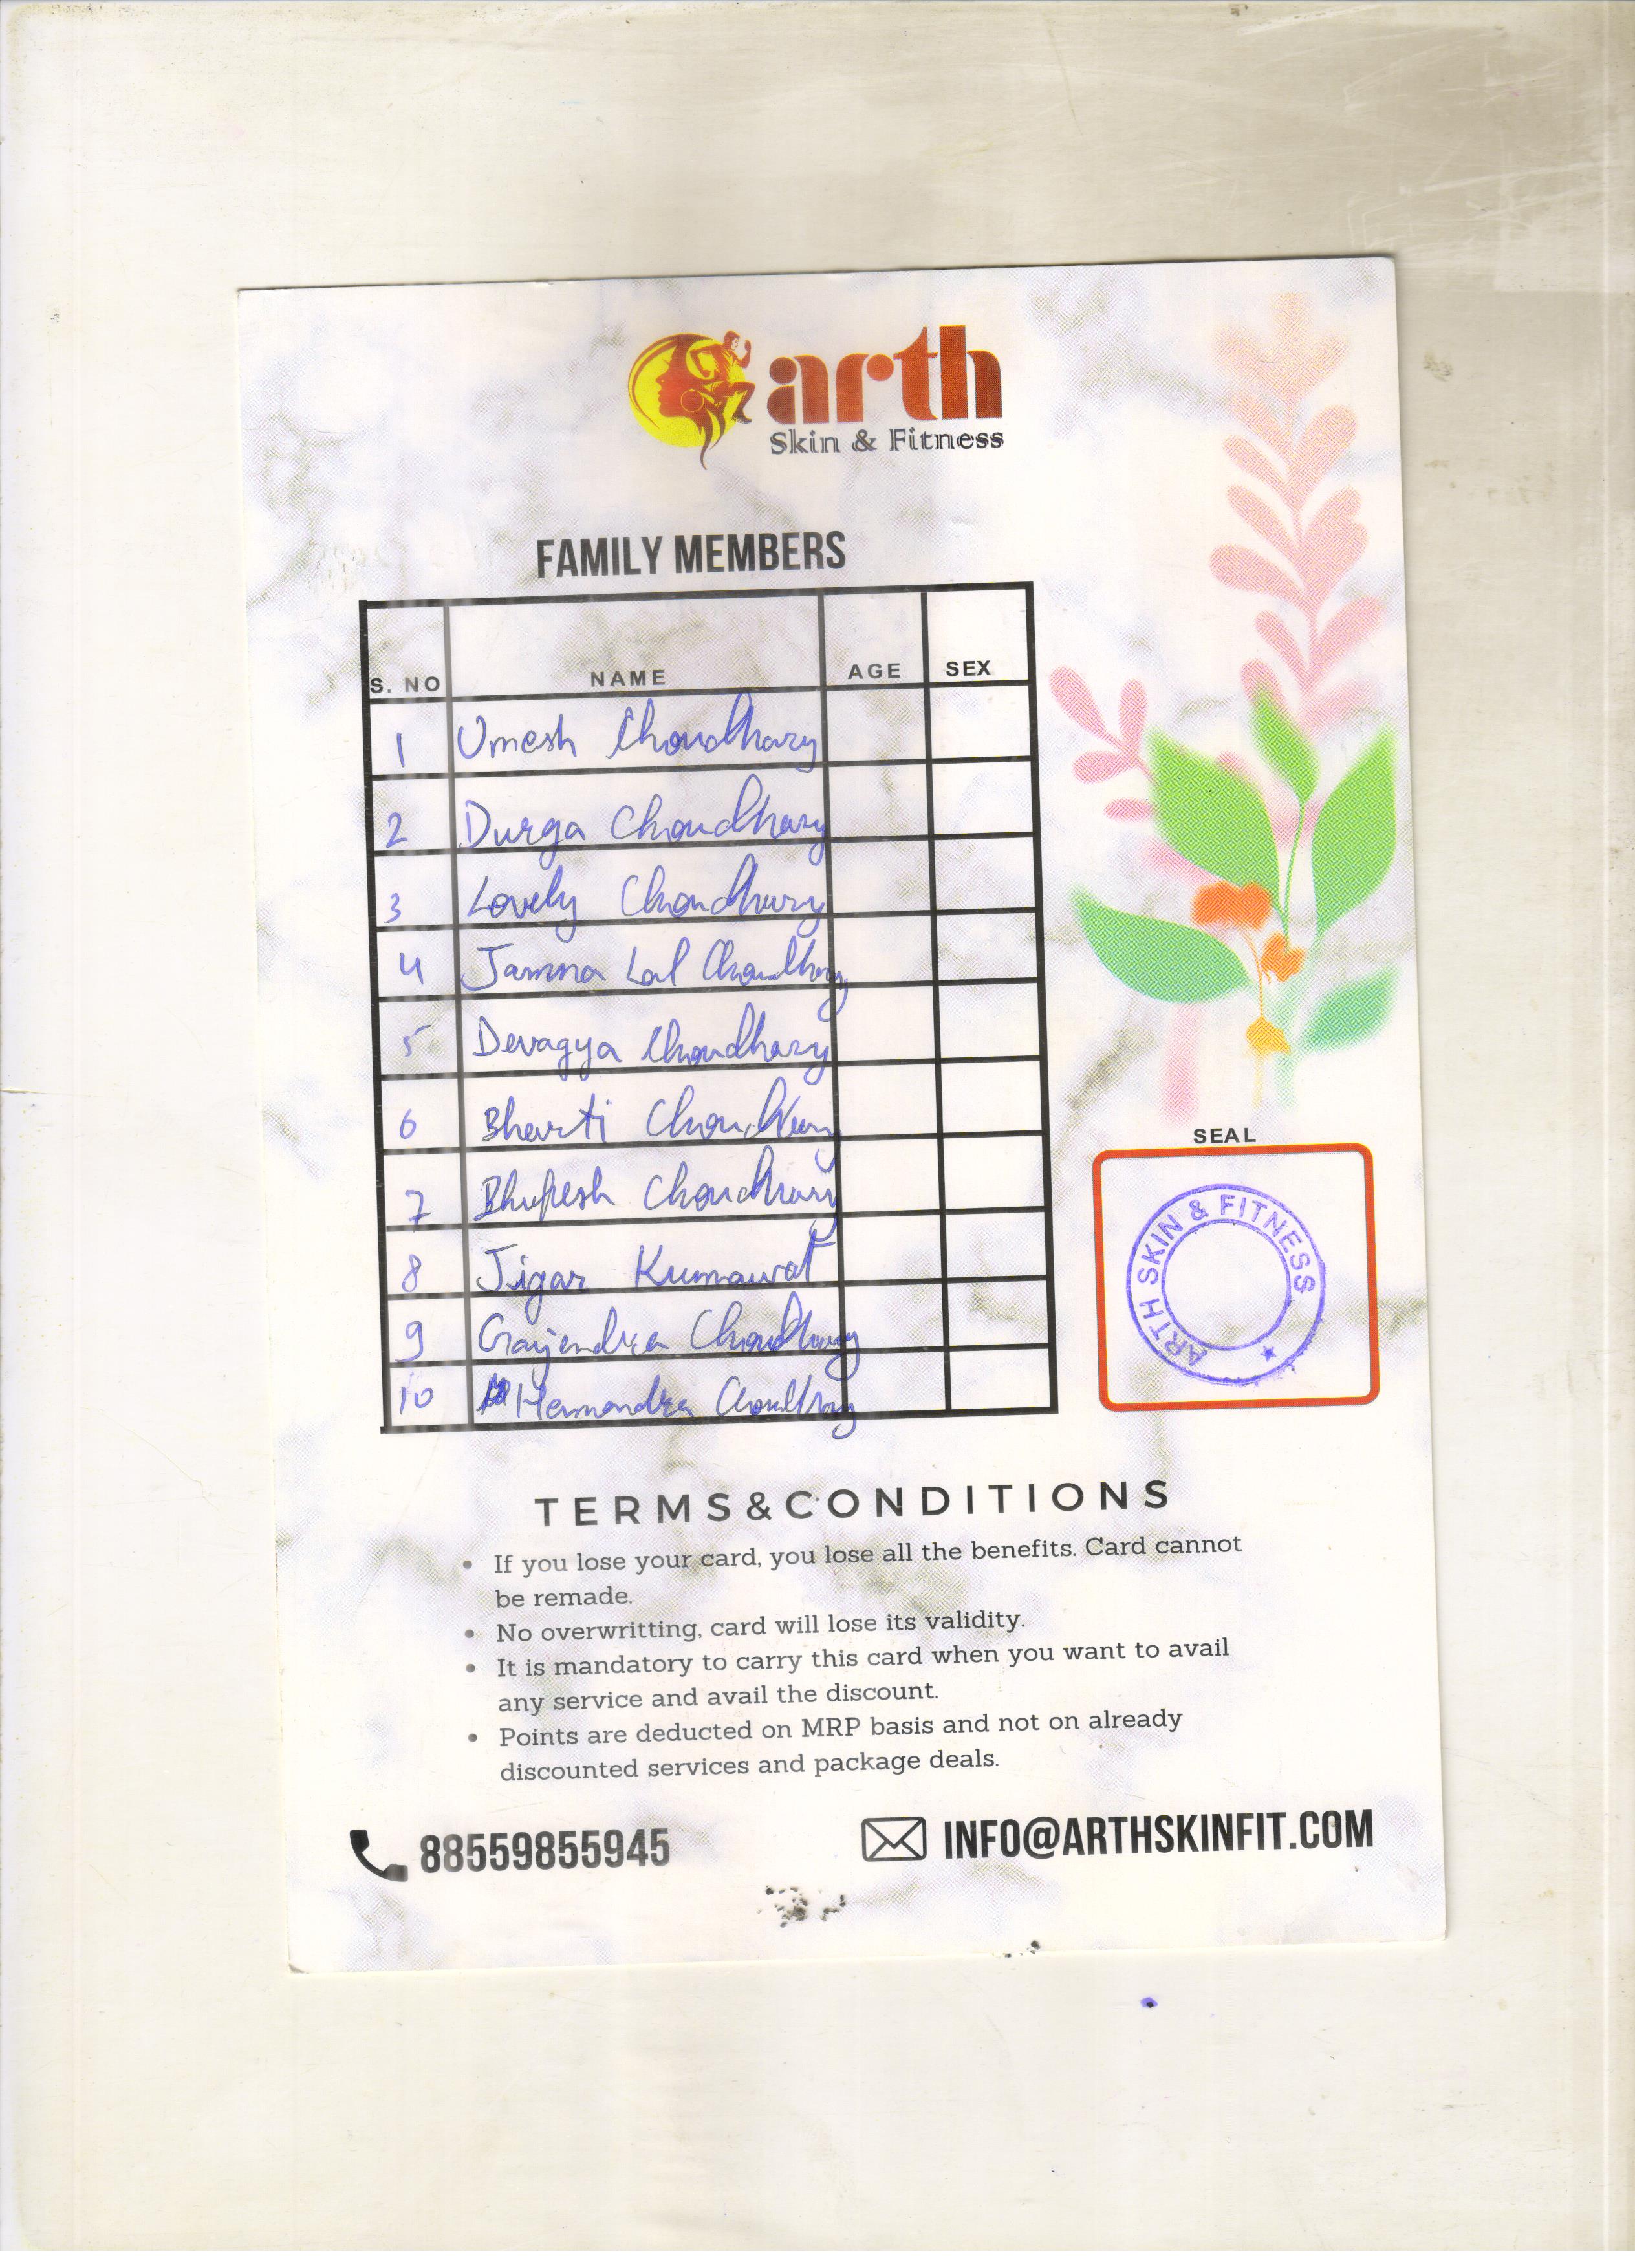 arth
Skin & Fitness
FAMILY MEMBERS
S. NO NAME AGE SEX
1 Umesh Choudhary
2 Durga Choudhary
3 Lovely Choudhury
4 Jamna Lal Choudhary
5 Devagya Choudhary
6 Bharti Choudhary
7 Bhupesh Choudhary
8 Jigar Kumawat
9 Gajendra Choudhary
10 Hemandra Choudhary
SEAL
ARTH SKIN & FITNESS
TERMS&CONDITIONS
• If you lose your card, you lose all the benefits. Card cannot
be remade.
• No overwritting, card will lose its validity.
• It is mandatory to carry this card when you want to avail
any service and avail the discount.
• Points are deducted on MRP basis and not on already
discounted services and package deals.
88559855945 INFO@ARTHSKINFIT.COM